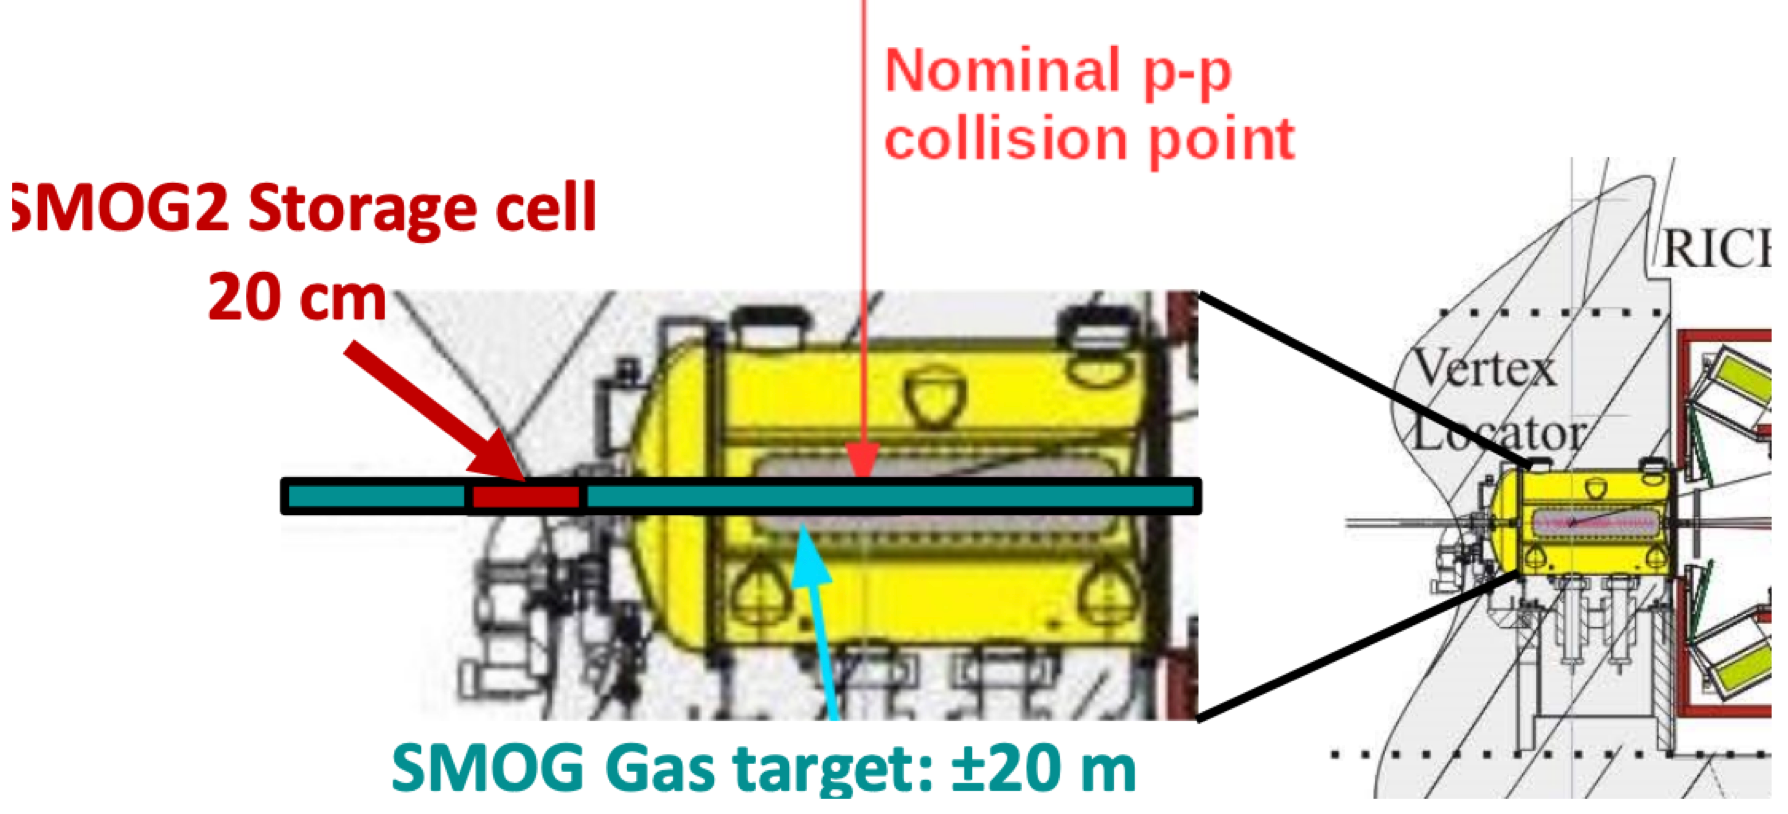 Nominal p-p
collision point
SMOG2 Storage cell
20 cm
RICH
Vertex
Locator
SMOG Gas target: ±20 m